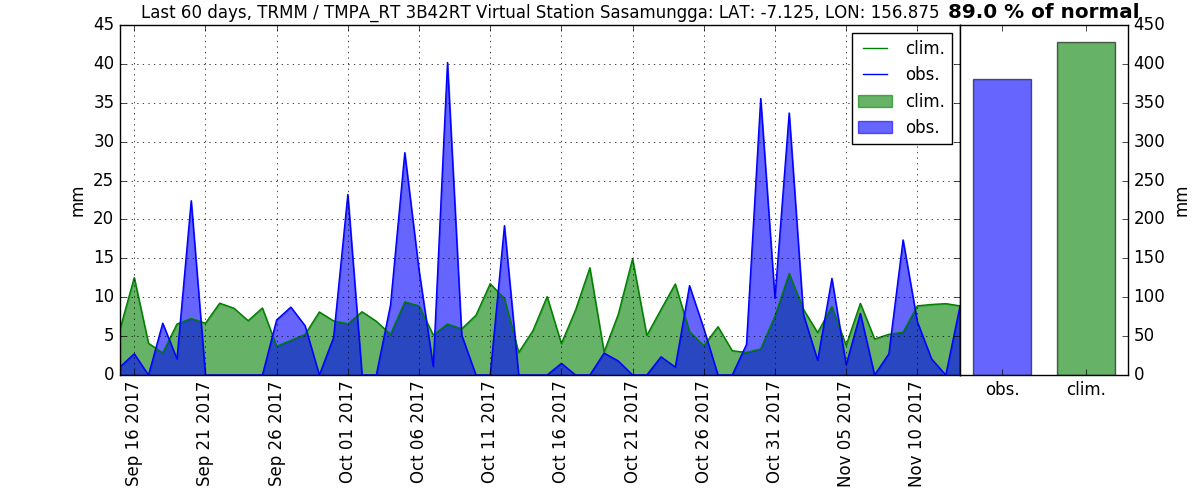 Last 60 days, TRMM / TMPA_RT 3B42RT Virtual Station Sasamungga: LAT: -7.125, LON: 156.875 89.0 % of normal
45
40
35
30
25
20
15
10
5
0
mm
clim.
obs.
clim.
obs.
450
400
350
300
250
200
150
100
50
0
mm
Sep 16 2017
Sep 21 2017
Sep 26 2017
Oct 01 2017
Oct 06 2017
Oct 11 2017
Oct 16 2017
Oct 21 2017
Oct 26 2017
Oct 31 2017
Nov 05 2017
Nov 10 2017
obs.
clim.